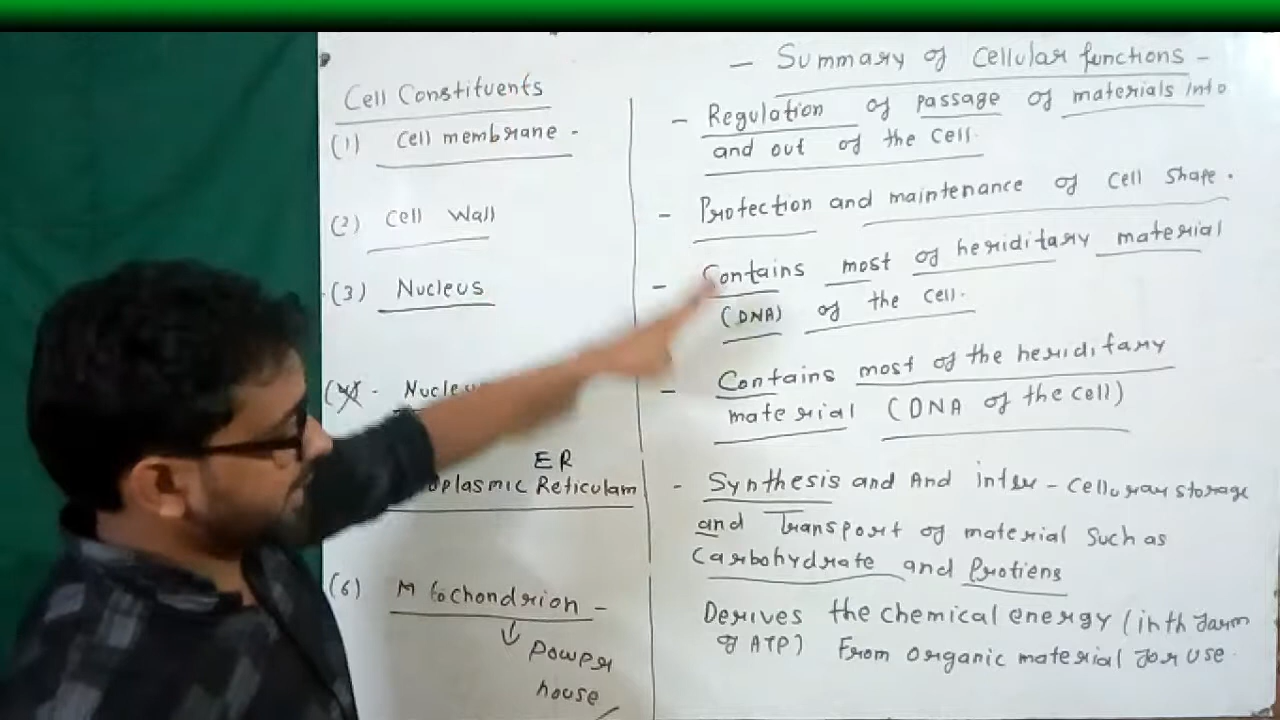 - Summary of Cellular functions -
Cell Constituents
(1) Cell membrane -
- Regulation of passage of materials into
and out of the cell.
(2) Cell Wall
- Protection and maintenance of cell shape.
(3) Nucleus
- Contains most of heriditary material
(DNA) of the cell.
- Contains most of the heriditary
material (DNA of the cell)
ER
Reticulam
- Synthesis and And inter - cellular storage
and Transport of material such as
Carbohydrate and Protiens
(6) Mitochondrion -
Power
house
Derives the chemical energy (in th farm
of ATP) From organic material for use.